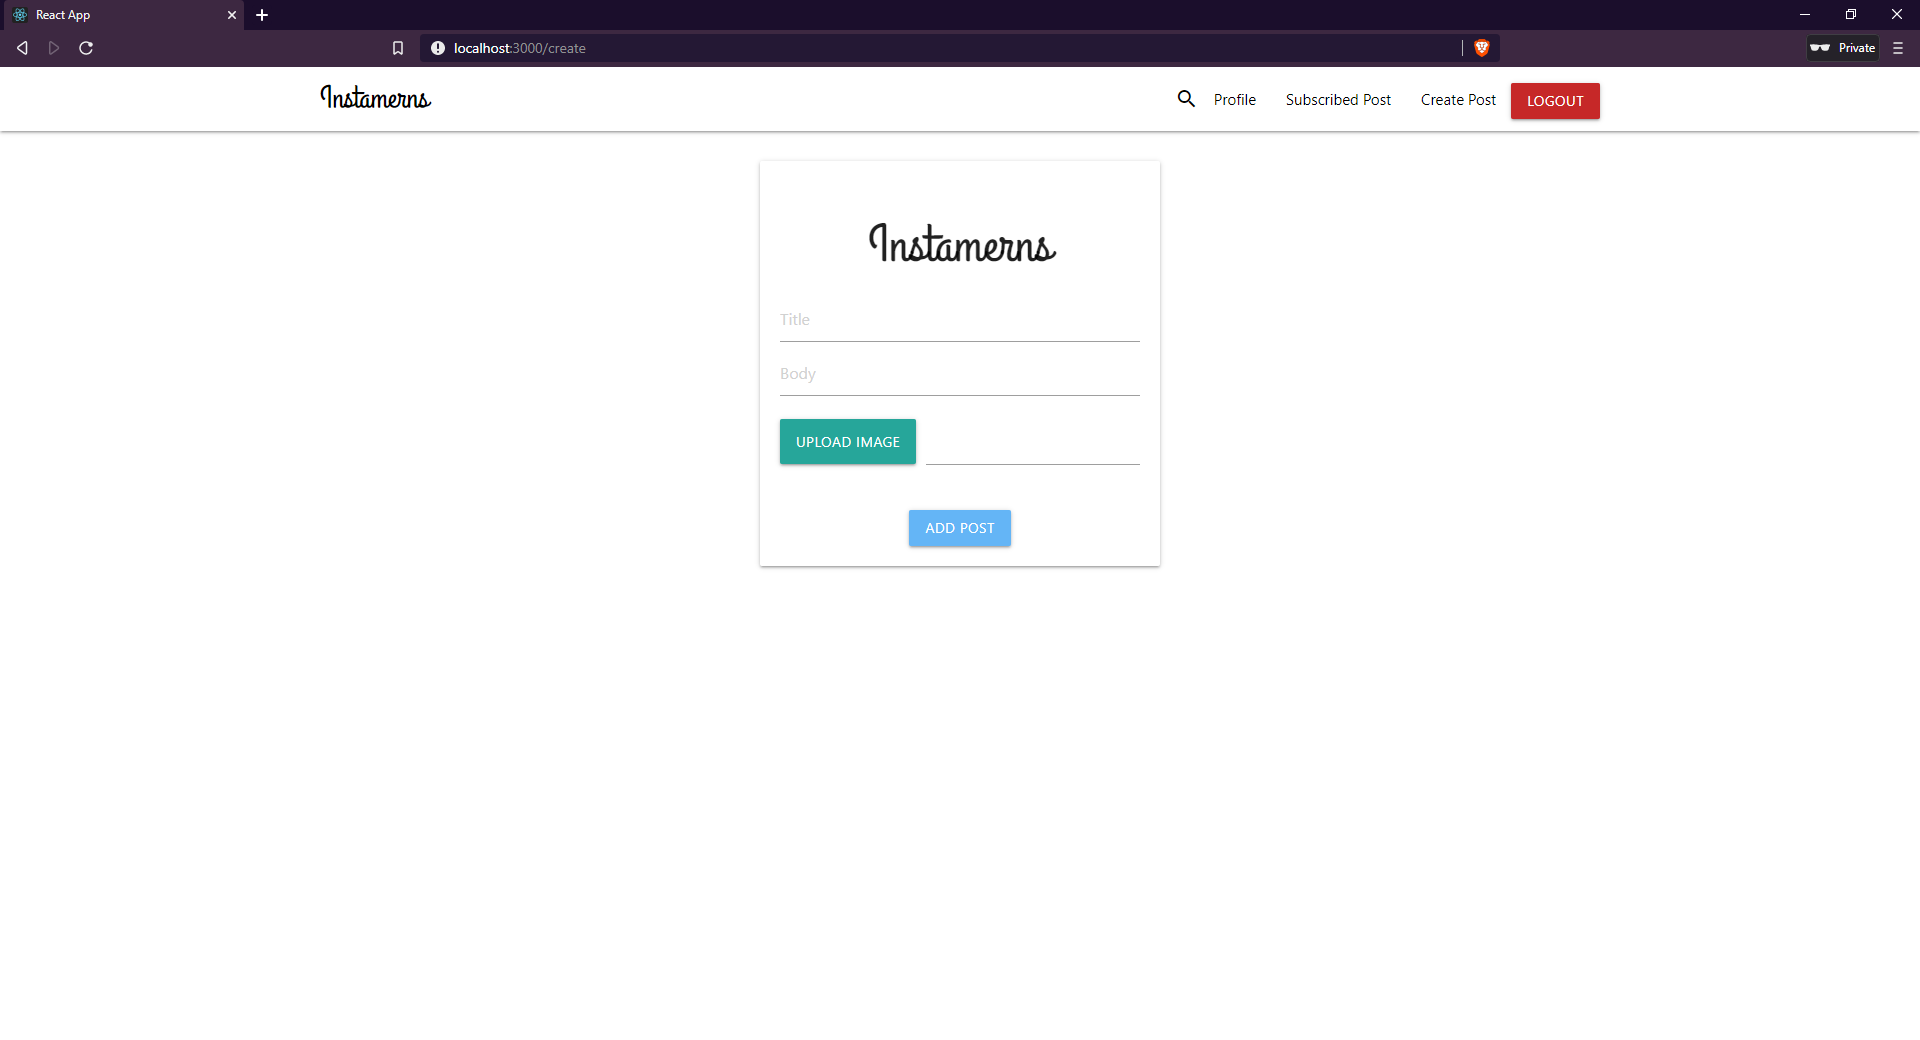 React App
localhost:3000/create
Private
Instamerns
Profile
Subscribed Post
Create Post
LOGOUT
Instamerns
Title
Body
UPLOAD IMAGE
ADD POST